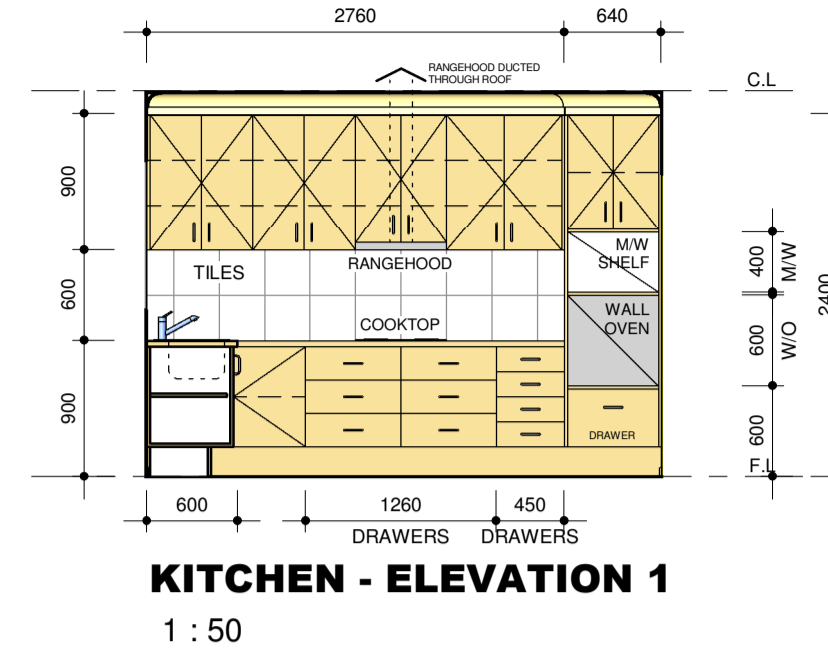 2760
640
RANGEHOOD DUCTED
THROUGH ROOF
C.L
900
600
900
TILES
RANGEHOOD
COOKTOP
M/W
SHELF
WALL
OVEN
DRAWER
400
M/W
600
W/O
600
F.L
2400
600
1260
450
DRAWERS
DRAWERS
KITCHEN - ELEVATION 1
1 : 50